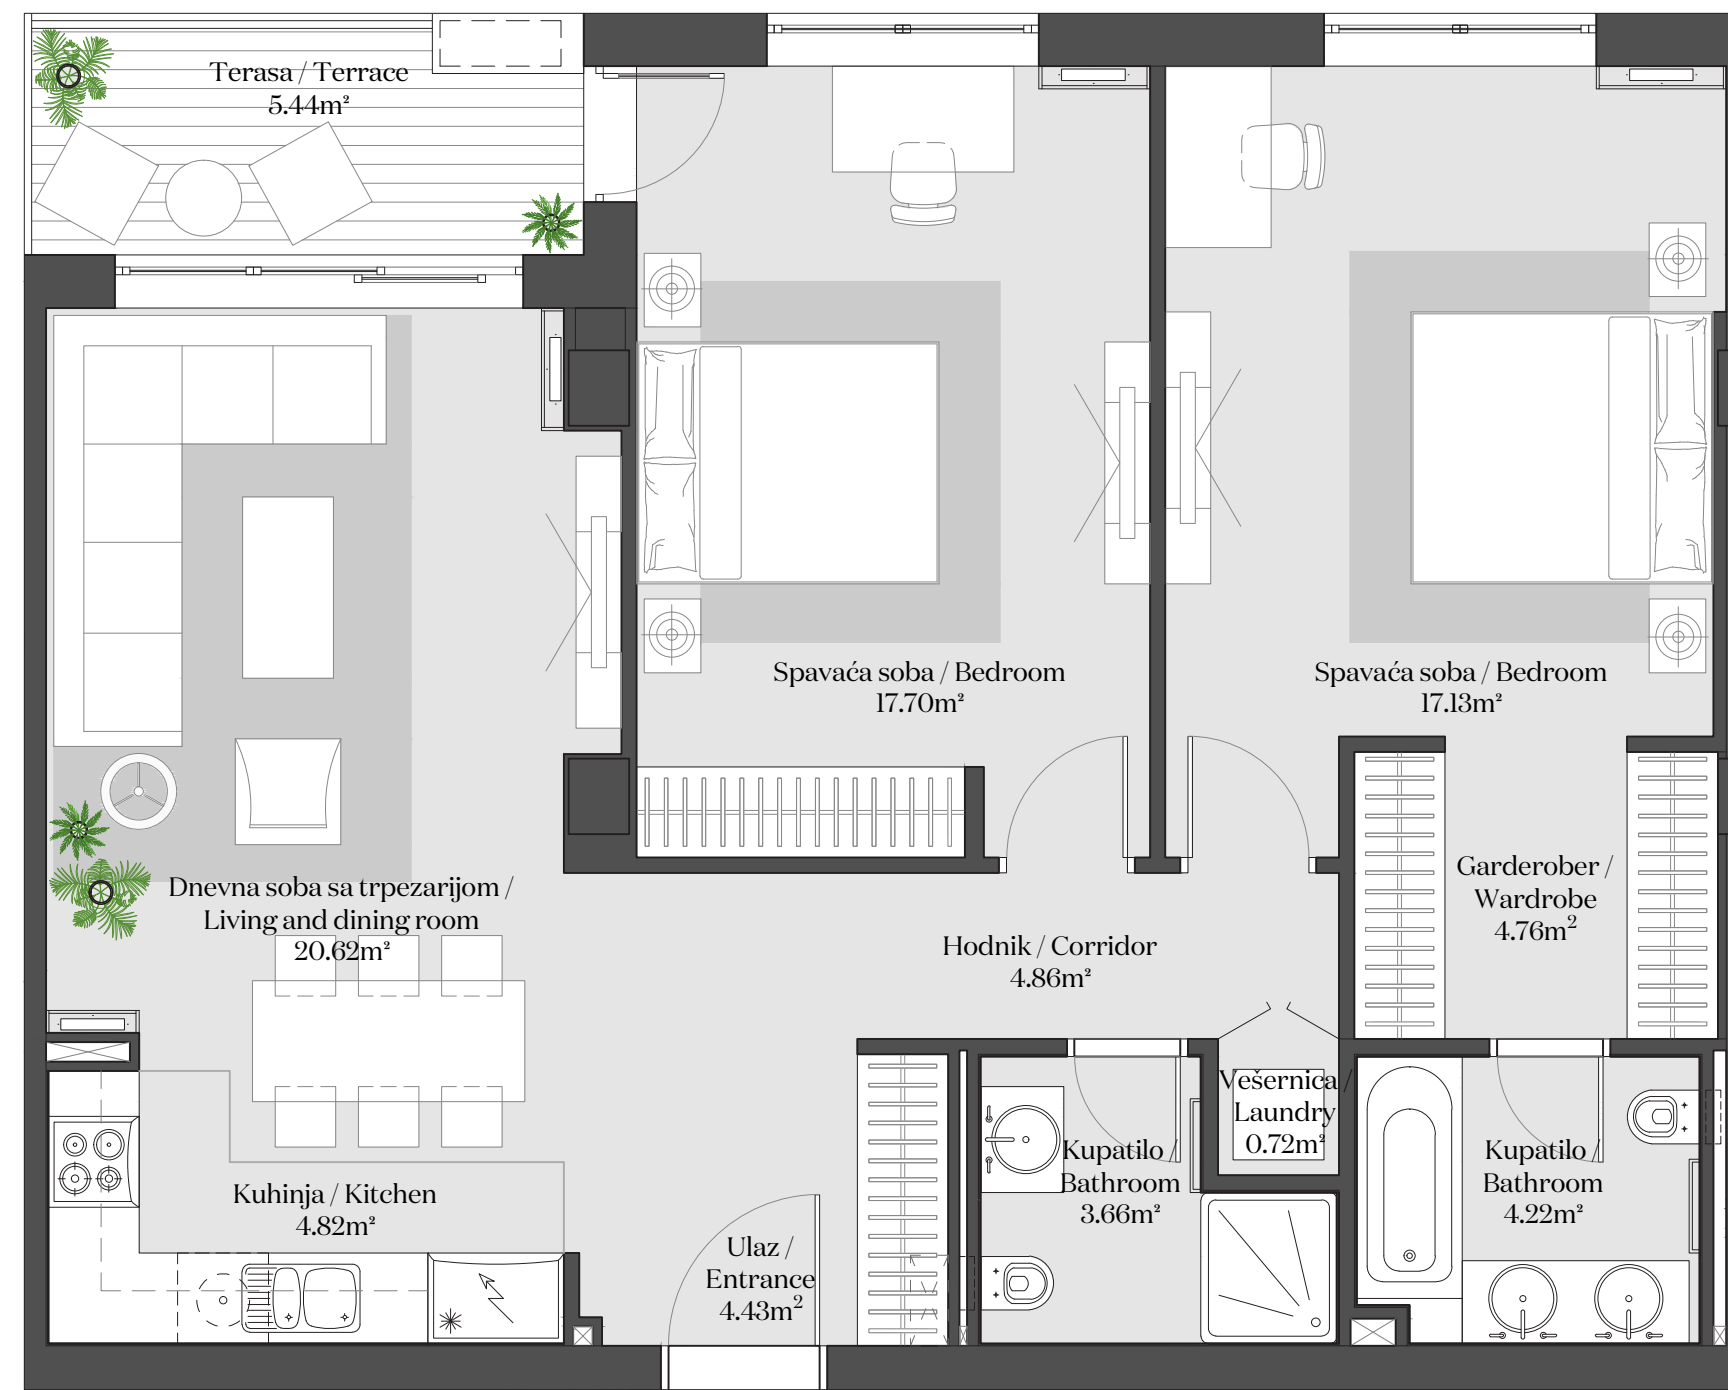 Terasa / Terrace
5.44m²
Spavaća soba / Bedroom
17.70m²
Spavaća soba / Bedroom
17.13m²
Dnevna soba sa trpezarijom /
Living and dining room
20.62m²
Garderober /
Wardrobe
4.76m²
Hodnik / Corridor
4.86m²
Vešernica /
Laundry
0.72m²
Kupatilo /
Bathroom
3.66m²
Kupatilo /
Bathroom
4.22m²
Kuhinja / Kitchen
4.82m²
Ulaz /
Entrance
4.43m²